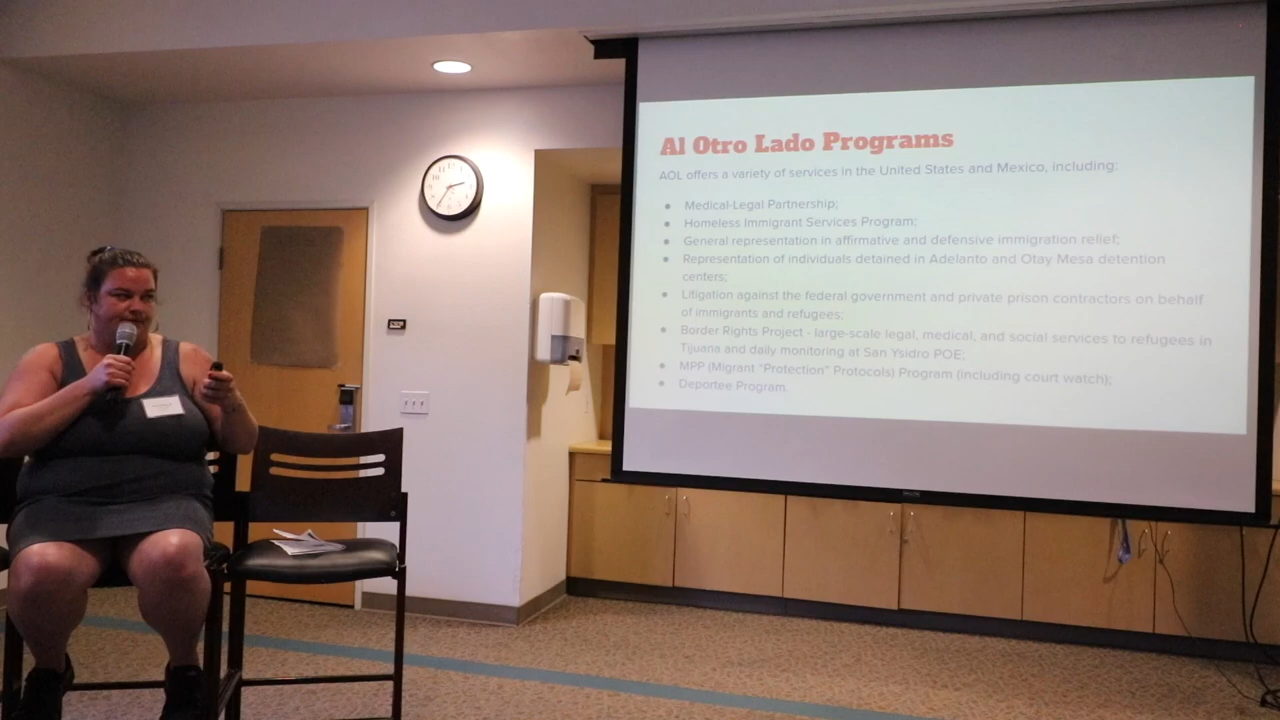 Al Otro Lado Programs
AOL offers a variety of services in the United States and Mexico, including:
● Medical-Legal Partnership;
● Homeless Immigrant Services Program;
● General representation in affirmative and defensive immigration relief;
● Representation of individuals detained in Adelanto and Otay Mesa detention
centers;
● Litigation against the federal government and private prison contractors on behalf
of immigrants and refugees;
● Border Rights Project - large-scale legal, medical, and social services to refugees in
Tijuana and daily monitoring at San Ysidro POE;
● MPP (Migrant "Protection" Protocols) Program (including court watch);
● Deportee Program.